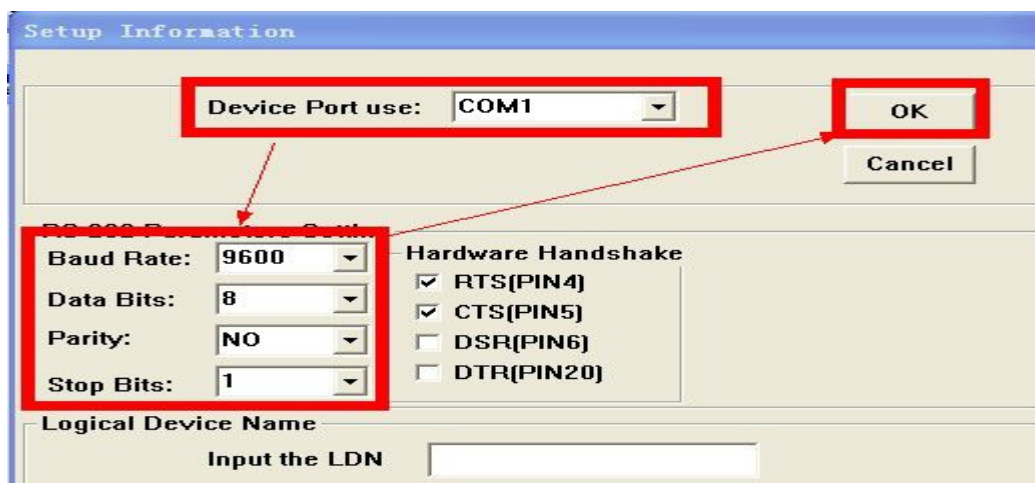 Setup Information
Device Port use: COM1
OK
Cancel
Baud Rate: 9600
Data Bits: 8
Parity: NO
Stop Bits: 1
Hardware Handshake
RTS(PIN4)
CTS(PIN5)
DSR(PIN6)
DTR(PIN20)
Logical Device Name
Input the LDN